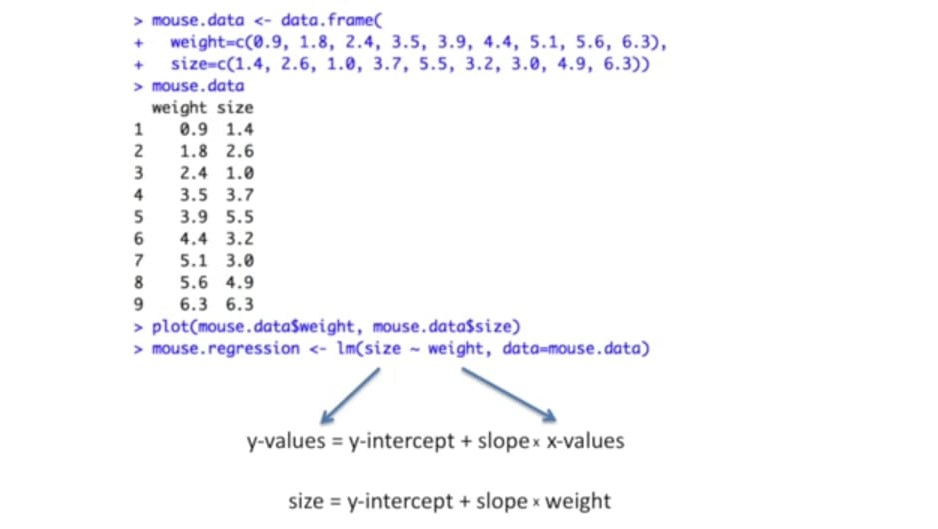 > mouse.data <- data.frame(
+ weight=c(0.9, 1.8, 2.4, 3.5, 3.9, 4.4, 5.1, 5.6, 6.3),
+ size=c(1.4, 2.6, 1.0, 3.7, 5.5, 3.2, 3.0, 4.9, 6.3))
> mouse.data
weight size
1 0.9 1.4
2 1.8 2.6
3 2.4 1.0
4 3.5 3.7
5 3.9 5.5
6 4.4 3.2
7 5.1 3.0
8 5.6 4.9
9 6.3 6.3
> plot(mouse.data$weight, mouse.data$size)
> mouse.regression <- lm(size ~ weight, data=mouse.data)
y-values = y-intercept + slope x x-values
size = y-intercept + slope x weight